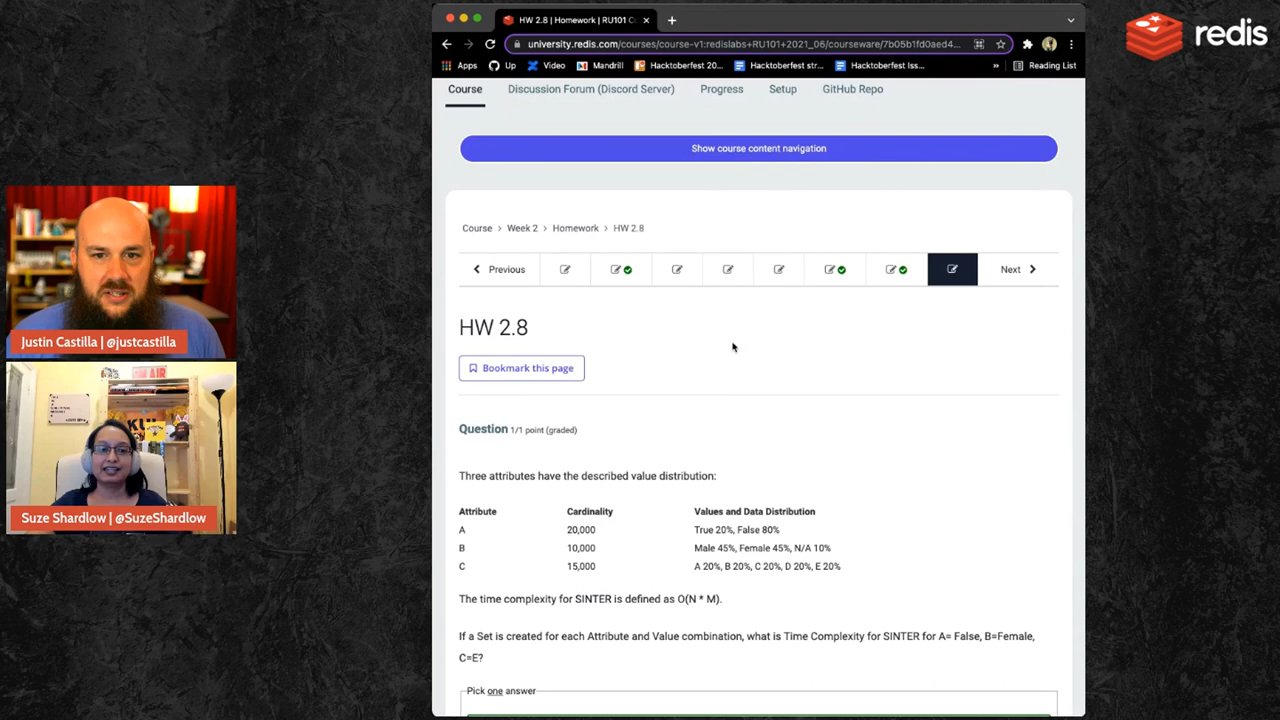 HW 2.8 | Homework | RU101 C
university.redis.com/courses/course-v1:redislabs+RU101+2021_06/courseware/7b05b1fd0aed4...
Apps
Up
Video
Mandrill
Hacktoberfest 20...
Hacktoberfest str...
Hacktoberfest Iss...
»
Reading List
redis
Course
Discussion Forum (Discord Server)
Progress
Setup
GitHub Repo
Show course content navigation
Course > Week 2 > Homework > HW 2.8
Previous
Next
HW 2.8
Bookmark this page
Question 1/1 point (graded)
Three attributes have the described value distribution:
Attribute Cardinality Values and Data Distribution
A 20,000 True 20%, False 80%
B 10,000 Male 45%, Female 45%, N/A 10%
C 15,000 A 20%, B 20%, C 20%, D 20%, E 20%
The time complexity for SINTER is defined as O(N * M).
If a Set is created for each Attribute and Value combination, what is Time Complexity for SINTER for A= False, B=Female,
C=E?
Pick one answer
Justin Castilla | @justcastilla
ON AIR
Suze Shardlow | @SuzeShardlow